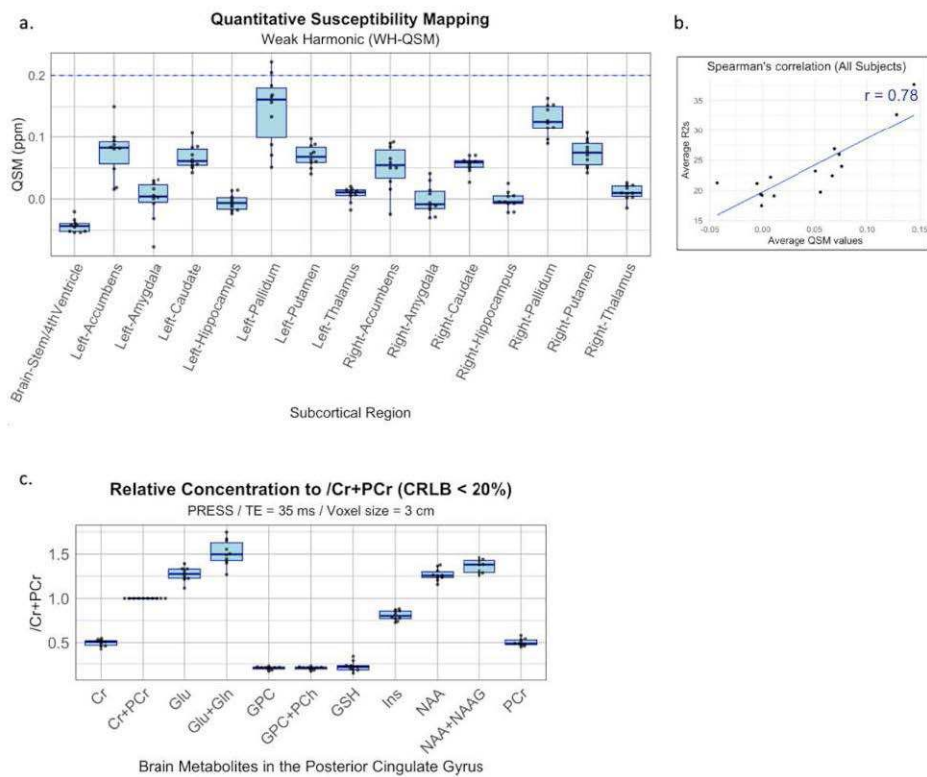 a.
Quantitative Susceptibility Mapping
Weak Harmonic (WH-QSM)
QSM (ppm)
0.2
0.1
0.0
Brain-Stem/4thVentricle
Left-Accumbens
Left-Amygdala
Left-Caudate
Left-Hippocampus
Left-Pallidum
Left-Putamen
Left-Thalamus
Right-Accumbens
Right-Amygdala
Right-Caudate
Right-Hippocampus
Right-Pallidum
Right-Putamen
Right-Thalamus
Subcortical Region
b.
Spearman's correlation (All Subjects)
r = 0.78
Average R2s
35
30
25
20
15
-0.05
0.00
0.05
0.10
0.15
Average QSM values
c.
Relative Concentration to /Cr+PCr (CRLB < 20%)
PRESS / TE = 35 ms / Voxel size = 3 cm
/Cr+PCr
1.5
1.0
0.5
Cr
Cr+PCr
Glu
Glu+Gln
GPC
GPC+PCh
GSH
Ins
NAA
NAA+NAAG
PCr
Brain Metabolites in the Posterior Cingulate Gyrus